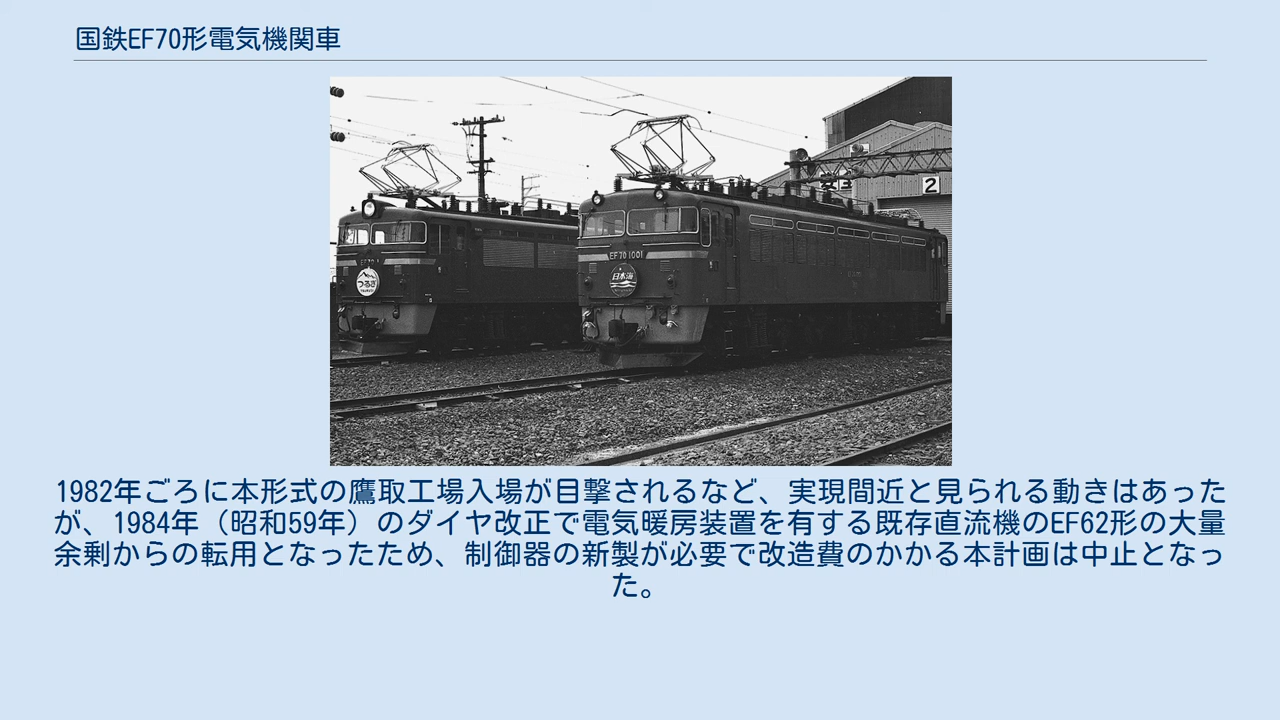 国鉄EF70形電気機関車
2
EF70 1
つるぎ
EF70 1001
日本海
1982年ごろに本形式の鷹取工場入場が目撃されるなど、実現間近と見られる動きはあった
が、1984年（昭和59年）のダイヤ改正で電気暖房装置を有する既存直流機のEF62形の大量
余剰からの転用となったため、制御器の新製が必要で改造費のかかる本計画は中止となっ
た。